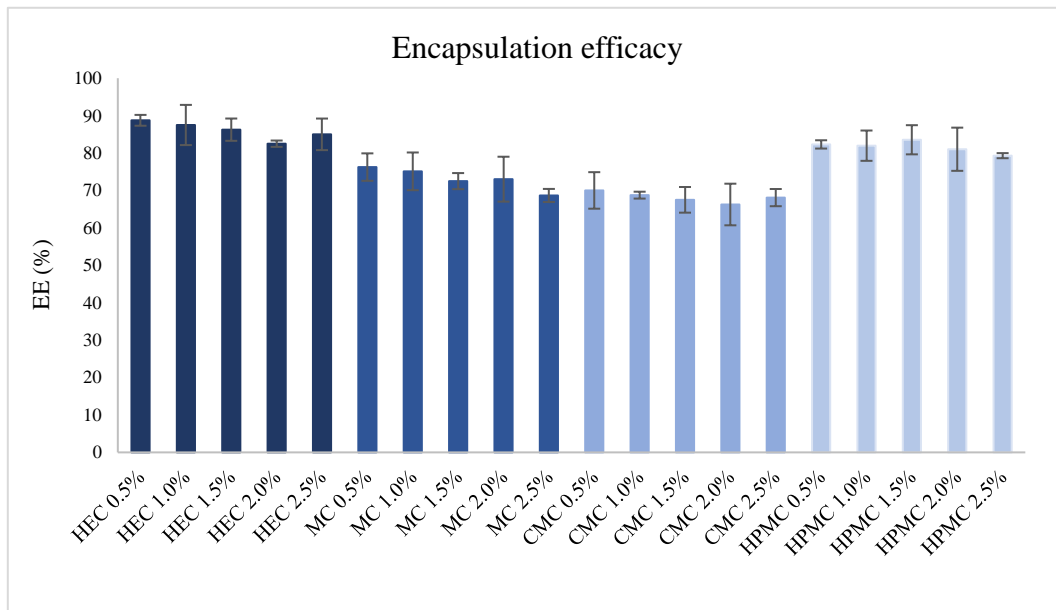 Encapsulation efficacy
EE (%)
100
90
80
70
60
50
40
30
20
10
0
HEC 0.5%
HEC 1.0%
HEC 1.5%
HEC 2.0%
HEC 2.5%
MC 0.5%
MC 1.0%
MC 1.5%
MC 2.0%
MC 2.5%
CMC 0.5%
CMC 1.0%
CMC 1.5%
CMC 2.0%
CMC 2.5%
HPMC 0.5%
HPMC 1.0%
HPMC 1.5%
HPMC 2.0%
HPMC 2.5%